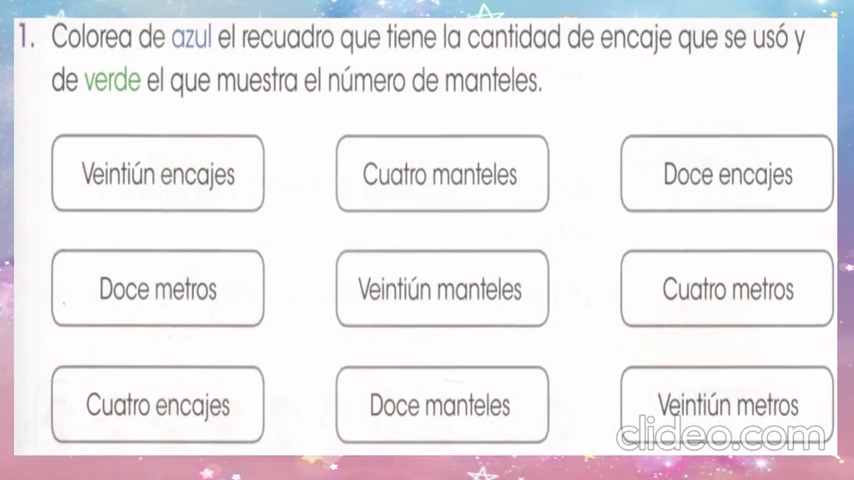 1. Colorea de azul el recuadro que tiene la cantidad de encaje que se usó y
de verde el que muestra el número de manteles.
Veintiún encajes
Cuatro manteles
Doce encajes
Doce metros
Veintiún manteles
Cuatro metros
Cuatro encajes
Doce manteles
Veintiún metros
clideo.com